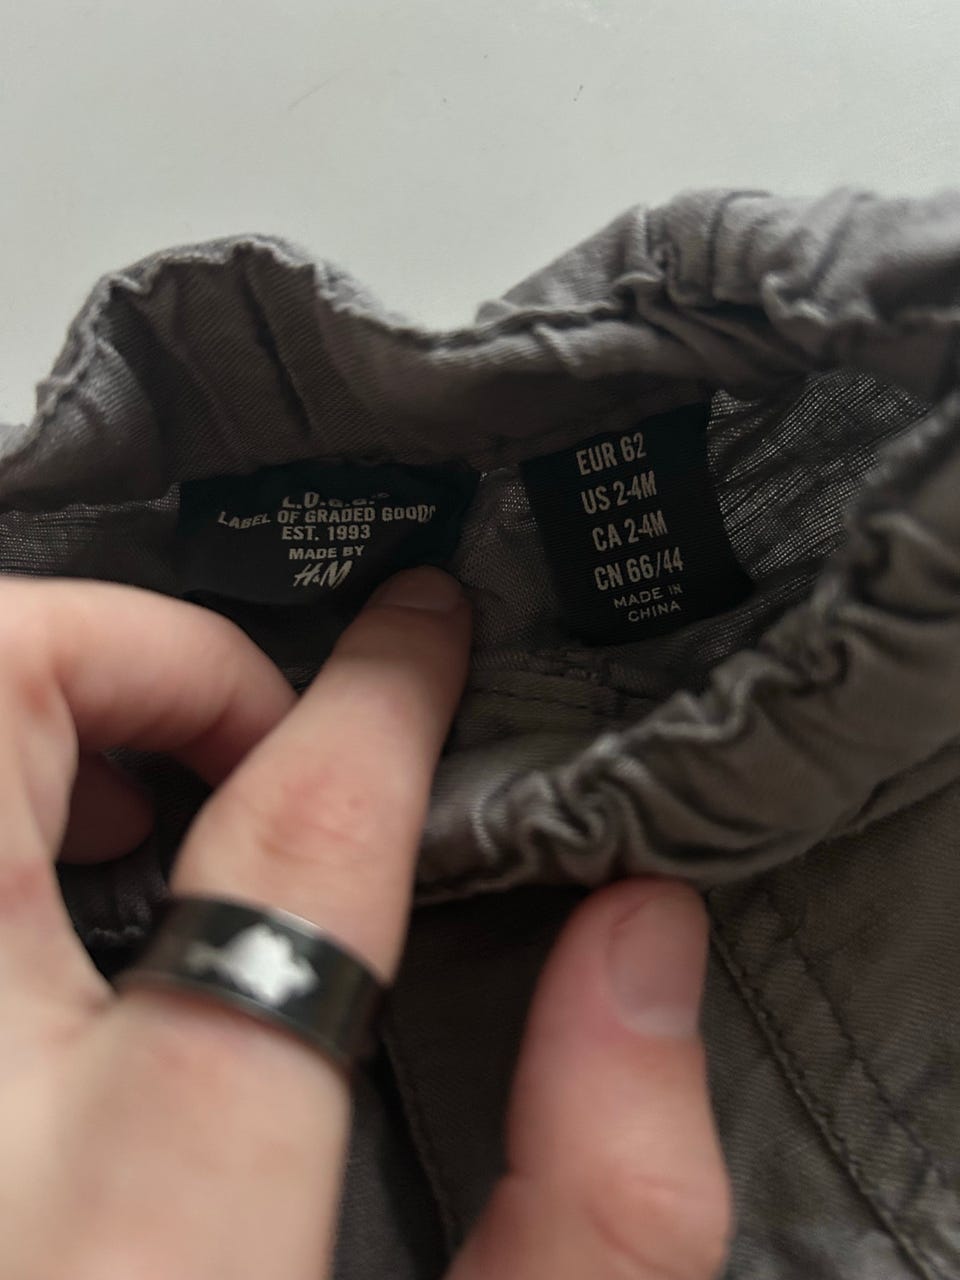 L.O.G.G.®
LABEL OF GRADED GOODS
EST. 1993
MADE BY
H&M
EUR 62
US 2-4M
CA 2-4M
CN 66/44
MADE IN
CHINA